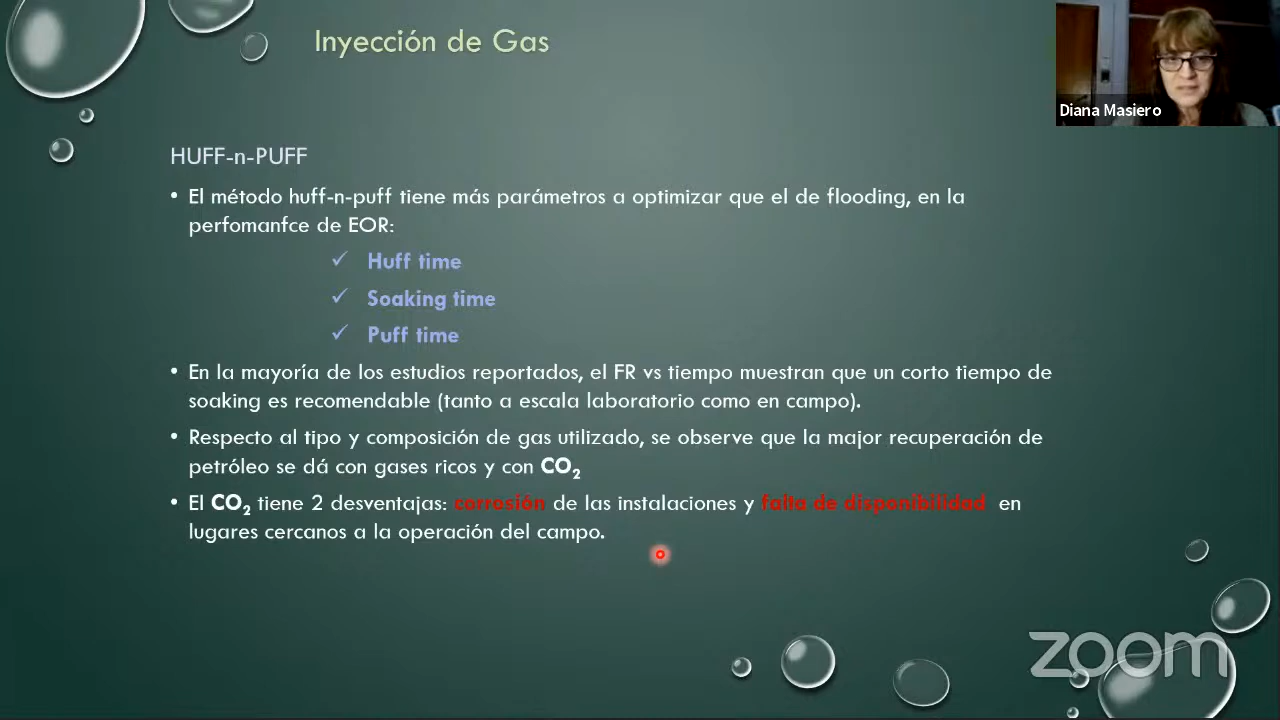 Inyección de Gas
Diana Masiero
HUFF-n-PUFF
• El método huff-n-puff tiene más parámetros a optimizar que el de flooding, en la
perfomanfce de EOR:
✓ Huff time
✓ Soaking time
✓ Puff time
• En la mayoría de los estudios reportados, el FR vs tiempo muestran que un corto tiempo de
soaking es recomendable (tanto a escala laboratorio como en campo).
• Respecto al tipo y composición de gas utilizado, se observe que la major recuperación de
petróleo se dá con gases ricos y con CO₂
• El CO₂ tiene 2 desventajas: corrosión de las instalaciones y falta de disponibilidad en
lugares cercanos a la operación del campo.
zoom